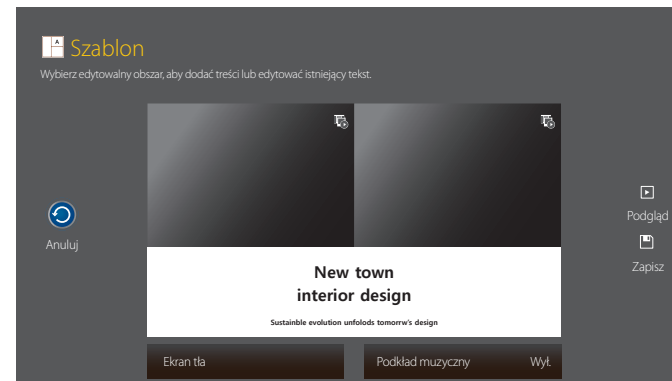 A
Szablon
Wybierz edytowalny obszar, aby dodać treści lub edytować istniejący tekst.
Anuluj
New town
interior design
Sustainble evolution unfolods tomorrw's design
Podgląd
Zapisz
Ekran tła
Podkład muzyczny Wył.